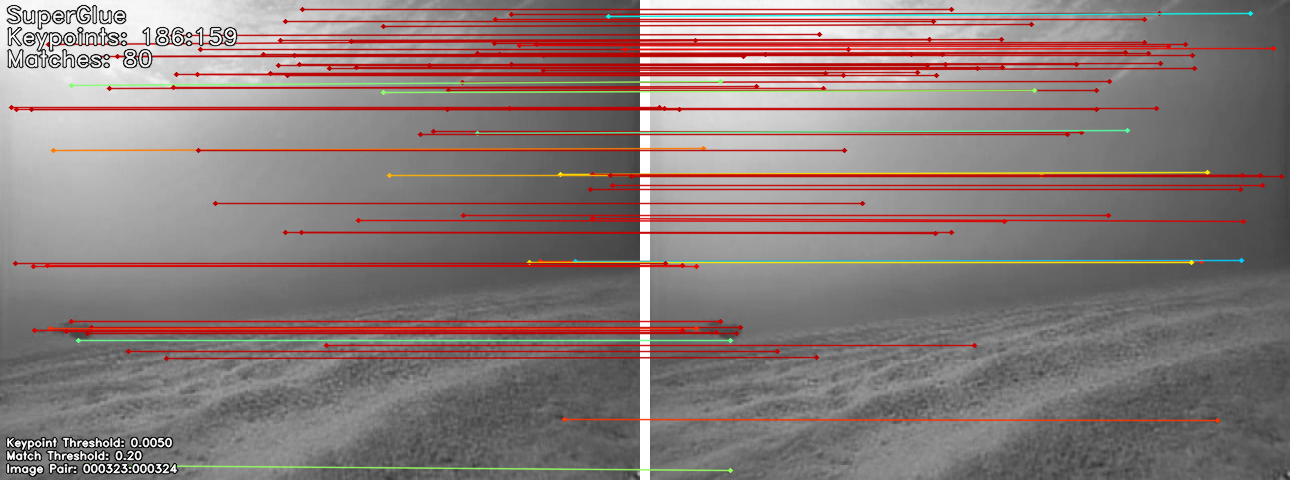 SuperGlue
Keypoints: 186:159
Matches: 80
Keypoint Threshold: 0.0050
Match Threshold: 0.20
Image Pair: 000323:000324